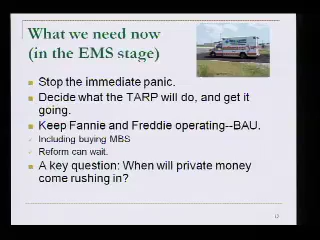 What we need now
(in the EMS stage)
Stop the immediate panic.
Decide what the TARP will do, and get it
going.
Keep Fannie and Freddie operating--BAU.
Including buying MBS
Reform can wait.
A key question: When will private money
come rushing in?